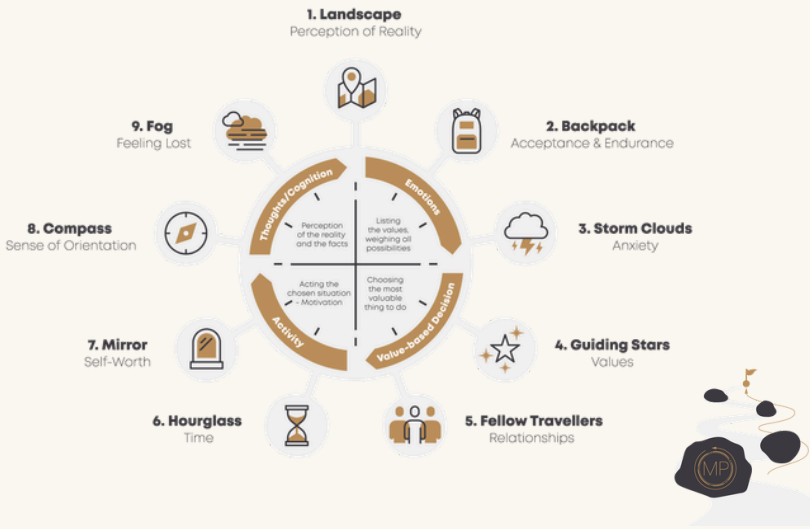 1. Landscape
Perception of Reality
9. Fog
Feeling Lost
2. Backpack
Acceptance & Endurance
Thoughts/Cognition
Emotions
8. Compass
Sense of Orientation
Perception
of the reality
and the facts
Listing
the values,
weighing all
possibilities
3. Storm Clouds
Anxiety
Acting the
chosen situation
- Motivation
Choosing
the most
valuable
thing to do
Activity
Value-based Decision
7. Mirror
Self-Worth
4. Guiding Stars
Values
6. Hourglass
Time
5. Fellow Travellers
Relationships
MP